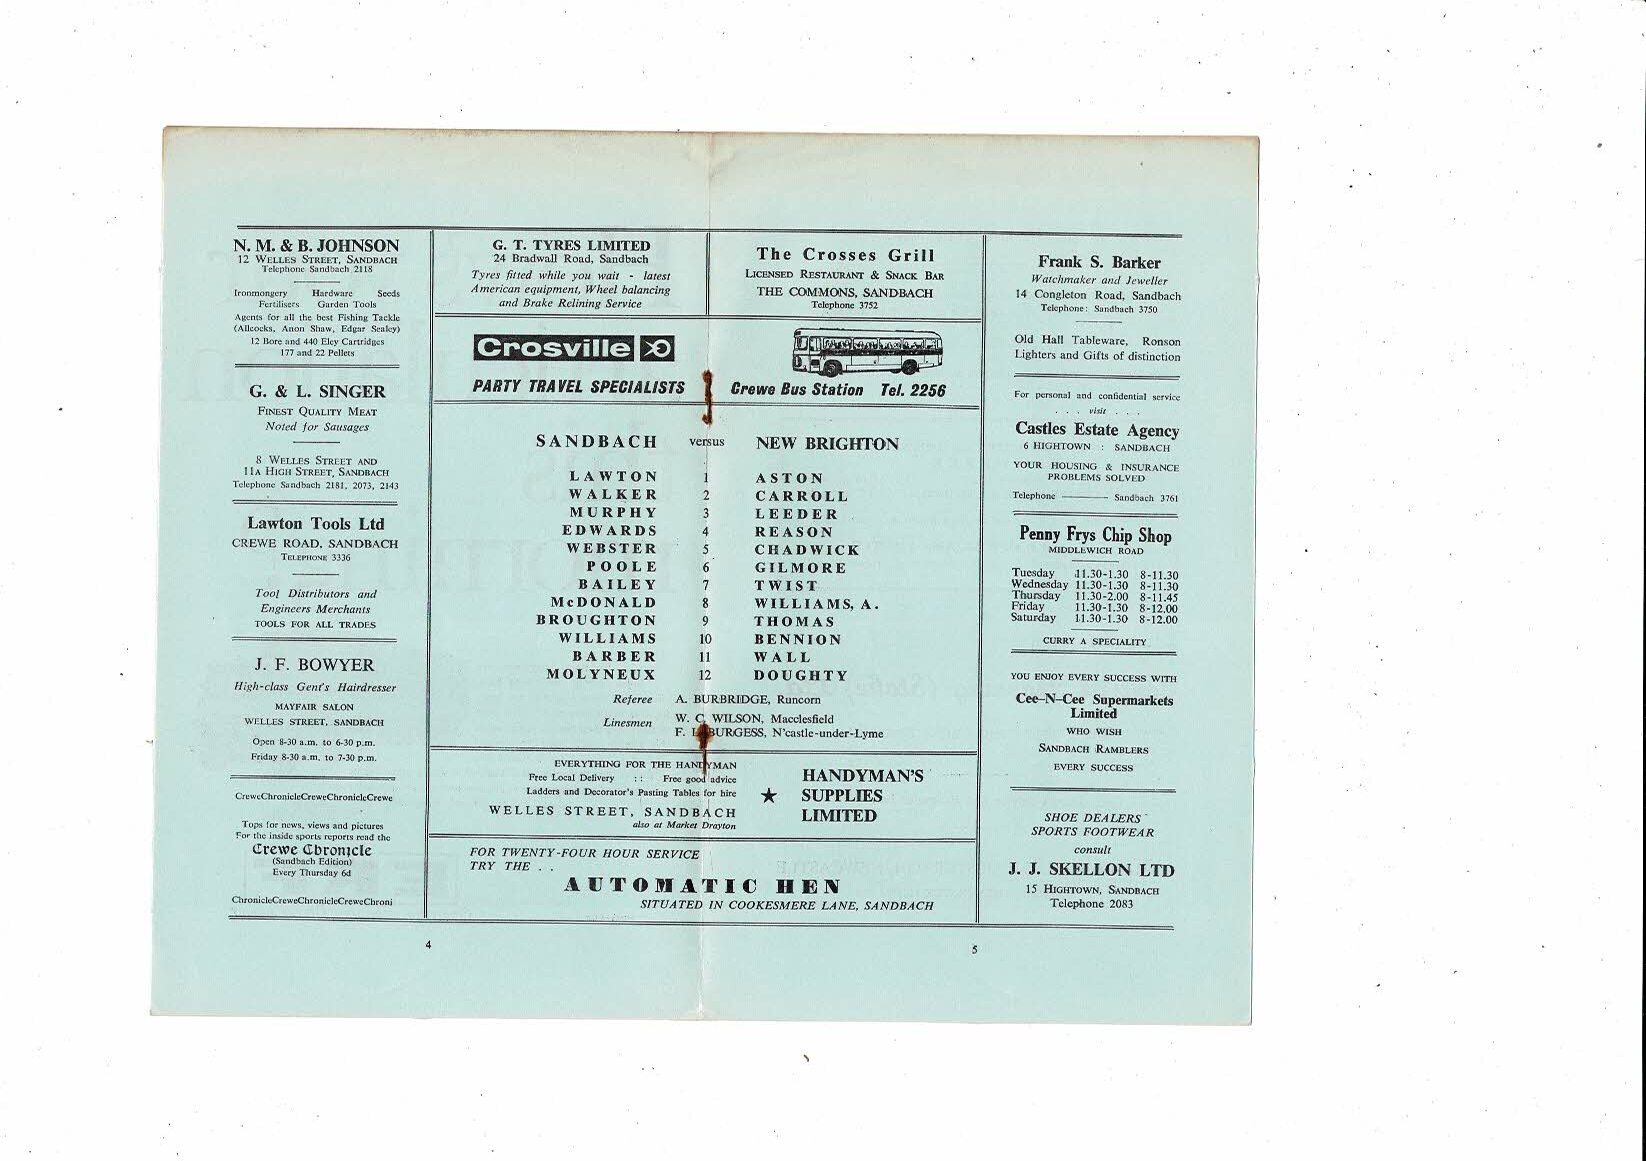 N. M. & B. JOHNSON
12 WELLES STREET, SANDBACH
Telephone Sandbach 2118
Ironmongery Hardware Seeds
Fertilisers Garden Tools
Agents for all the best Fishing Tackle
(Allcocks, Anon Shaw, Edgar Sealey)
12 Bore and 440 Eley Cartridges
177 and 22 Pellets
G. & L. SINGER
FINEST QUALITY MEAT
Noted for Sausages
8 WELLES STREET AND
11A HIGH STREET, SANDBACH
Telephone Sandbach 2181, 2073, 2143
Lawton Tools Ltd
CREWE ROAD, SANDBACH
TELEPHONE 3336
Tool Distributors and
Engineers Merchants
TOOLS FOR ALL TRADES
J. F. BOWYER
High-class Gent's Hairdresser
MAYFAIR SALON
WELLES STREET, SANDBACH
Open 8-30 a.m. to 6-30 p.m.
Friday 8-30 a.m. to 7-30 p.m.
CreweChronicleCreweChronicleCrewe
Tops for news, views and pictures
For the inside sports reports read the
Crewe Chronicle
(Sandbach Edition)
Every Thursday 6d
ChronicleCreweChronicleCreweChroni
G. T. TYRES LIMITED
24 Bradwall Road, Sandbach
Tyres fitted while you wait - latest
American equipment, Wheel balancing
and Brake Relining Service
The Crosses Grill
LICENSED RESTAURANT & SNACK BAR
THE COMMONS, SANDBACH
Telephone 3752
Crosville
PARTY TRAVEL SPECIALISTS
Crewe Bus Station Tel. 2256
SANDBACH versus NEW BRIGHTON
LAWTON 1 ASTON
WALKER 2 CARROLL
MURPHY 3 LEEDER
EDWARDS 4 REASON
WEBSTER 5 CHADWICK
POOLE 6 GILMORE
BAILEY 7 TWIST
McDONALD 8 WILLIAMS, A.
BROUGHTON 9 THOMAS
WILLIAMS 10 BENNION
BARBER 11 WALL
MOLYNEUX 12 DOUGHTY
Referee A. BURBRIDGE, Runcorn
Linesmen W. C. WILSON, Macclesfield
F. BURGESS, N'castle-under-Lyme
EVERYTHING FOR THE HANDYMAN
Free Local Delivery :: Free good advice
Ladders and Decorator's Pasting Tables for hire
WELLES STREET, SANDBACH
also at Market Drayton
HANDYMAN'S
SUPPLIES
LIMITED
FOR TWENTY-FOUR HOUR SERVICE
TRY THE . .
AUTOMATIC HEN
SITUATED IN COOKESMERE LANE, SANDBACH
Frank S. Barker
Watchmaker and Jeweller
14 Congleton Road, Sandbach
Telephone: Sandbach 3750
Old Hall Tableware, Ronson
Lighters and Gifts of distinction
For personal and confidential service
. . . visit . . .
Castles Estate Agency
6 HIGHTOWN : SANDBACH
YOUR HOUSING & INSURANCE
PROBLEMS SOLVED
Telephone ——— Sandbach 3761
Penny Frys Chip Shop
MIDDLEWICH ROAD
Tuesday 11.30-1.30 8-11.30
Wednesday 11.30-1.30 8-11.30
Thursday 11.30-2.00 8-11.45
Friday 11.30-1.30 8-12.00
Saturday 11.30-1.30 8-12.00
CURRY A SPECIALITY
YOU ENJOY EVERY SUCCESS WITH
Cee-N-Cee Supermarkets
Limited
WHO WISH
SANDBACH RAMBLERS
EVERY SUCCESS
SHOE DEALERS
SPORTS FOOTWEAR
consult
J. J. SKELLON LTD
15 HIGHTOWN, SANDBACH
Telephone 2083
4
5